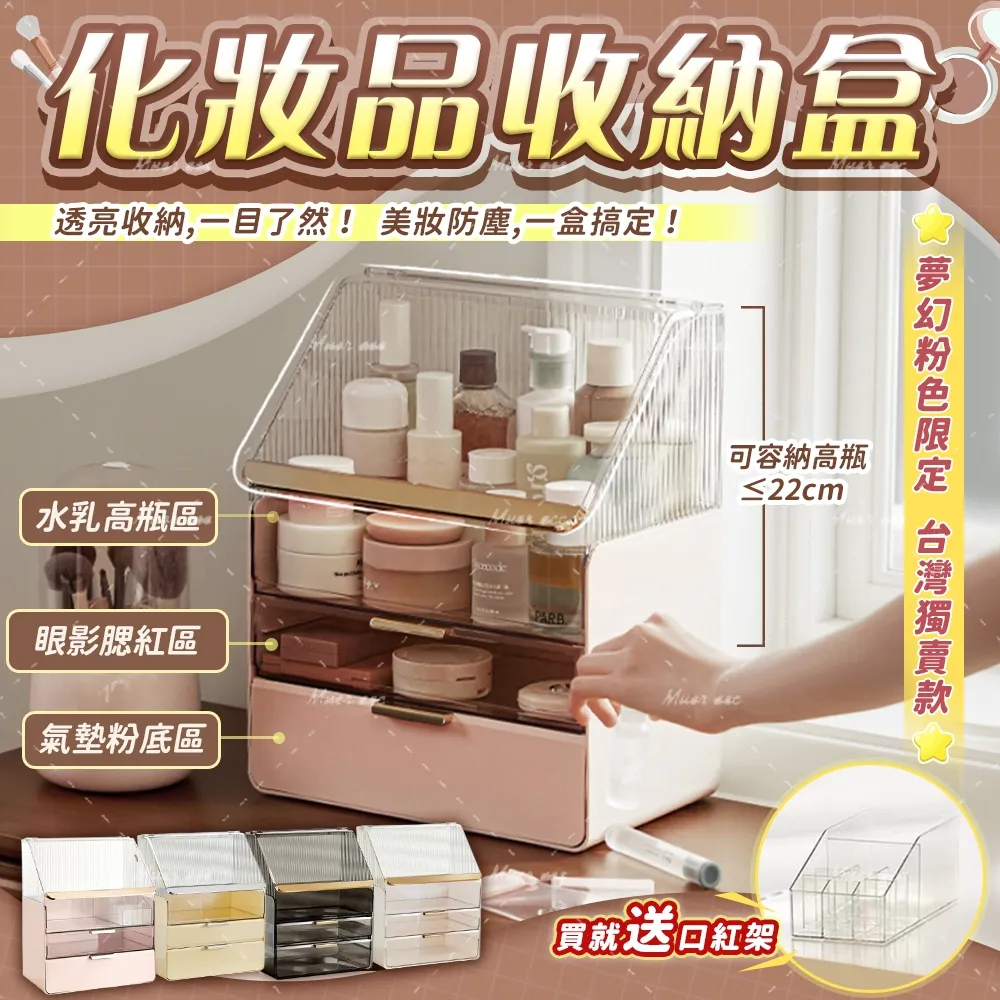 化妝品收納盒
透亮收納,一目了然！ 美妝防塵,一盒搞定！
夢幻粉色限定 台灣獨賣款
可容納高瓶
≤22cm
水乳高瓶區
眼影腮紅區
氣墊粉底區
PARB.
買就送口紅架